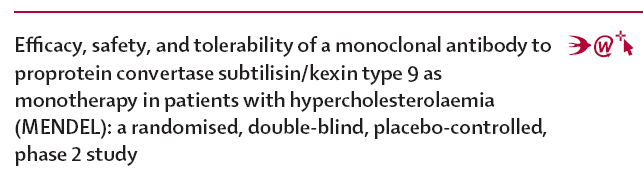 Efficacy, safety, and tolerability of a monoclonal antibody to
proprotein convertase subtilisin/kexin type 9 as
monotherapy in patients with hypercholesterolaemia
(MENDEL): a randomised, double-blind, placebo-controlled,
phase 2 study